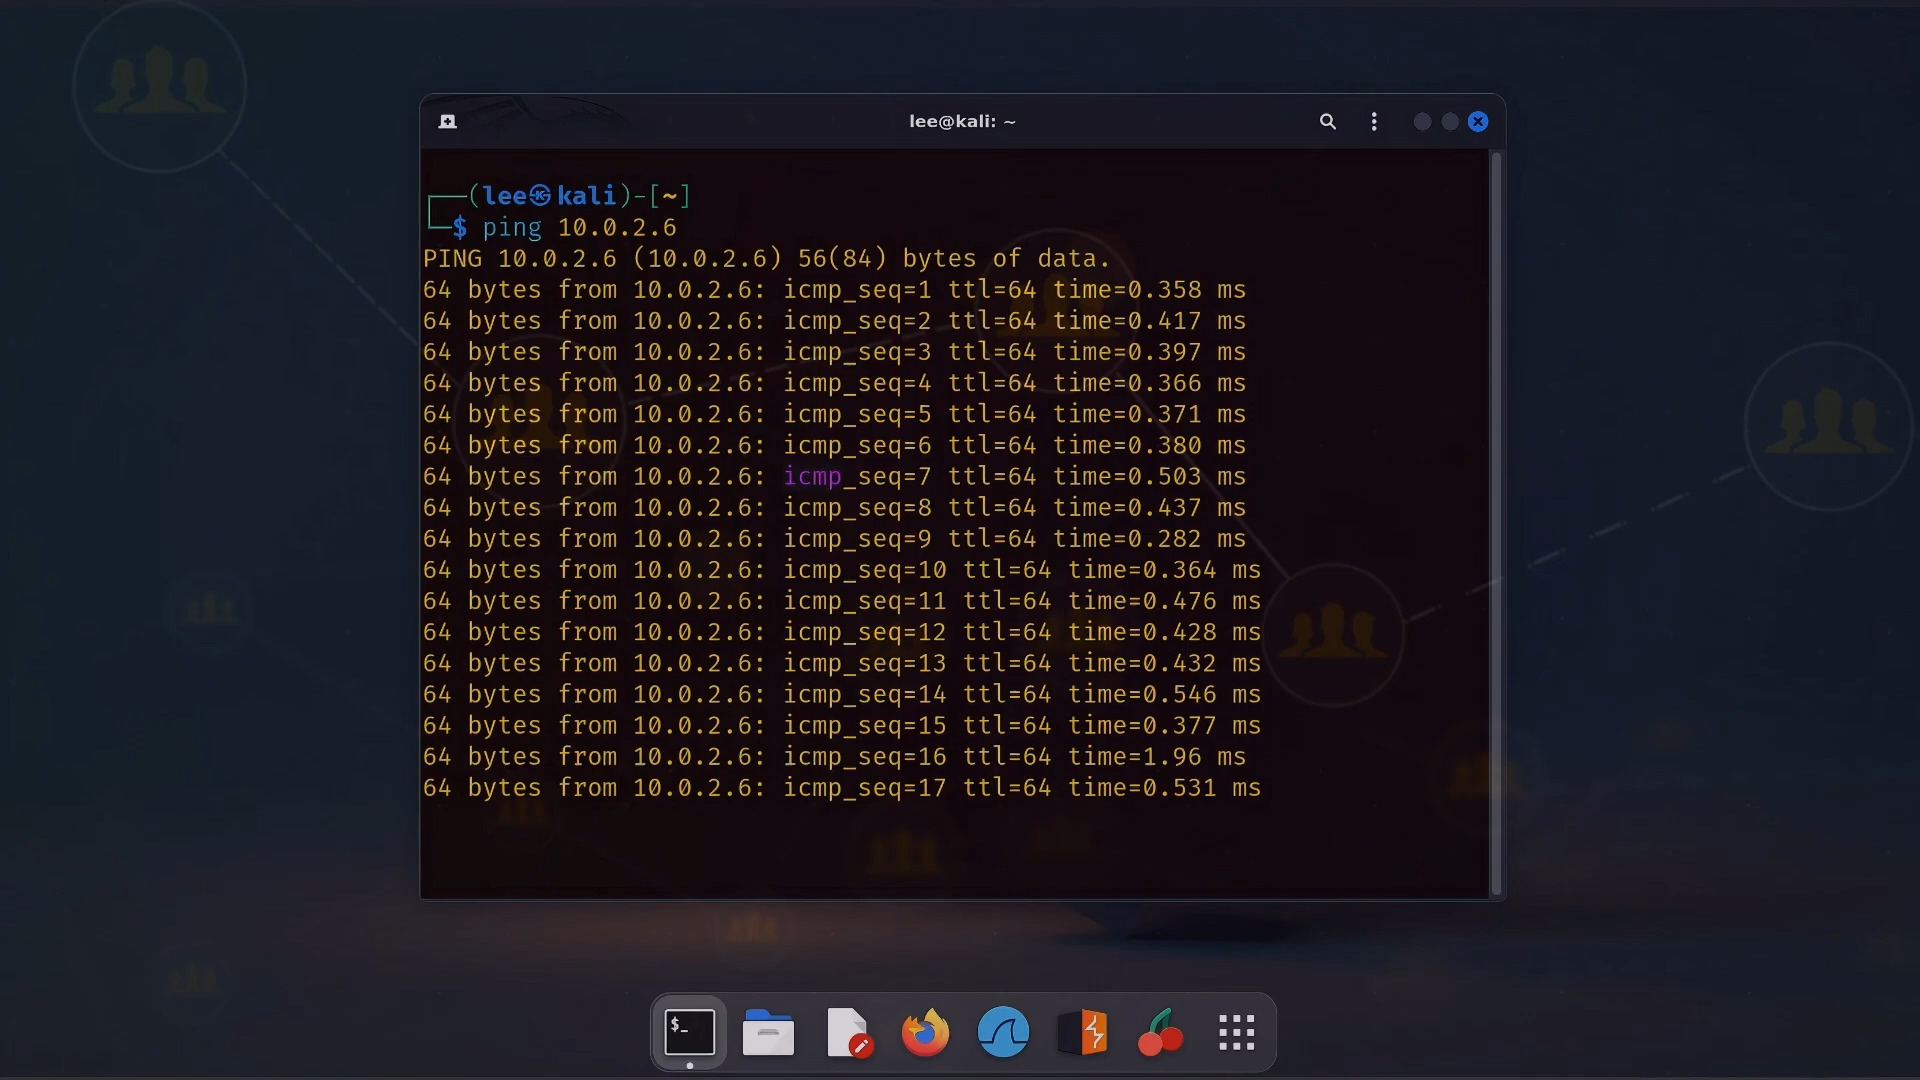 lee@kali: ~
┌──(lee㉿kali)-[~]
└─$ ping 10.0.2.6
PING 10.0.2.6 (10.0.2.6) 56(84) bytes of data.
64 bytes from 10.0.2.6: icmp_seq=1 ttl=64 time=0.358 ms
64 bytes from 10.0.2.6: icmp_seq=2 ttl=64 time=0.417 ms
64 bytes from 10.0.2.6: icmp_seq=3 ttl=64 time=0.397 ms
64 bytes from 10.0.2.6: icmp_seq=4 ttl=64 time=0.366 ms
64 bytes from 10.0.2.6: icmp_seq=5 ttl=64 time=0.371 ms
64 bytes from 10.0.2.6: icmp_seq=6 ttl=64 time=0.380 ms
64 bytes from 10.0.2.6: icmp_seq=7 ttl=64 time=0.503 ms
64 bytes from 10.0.2.6: icmp_seq=8 ttl=64 time=0.437 ms
64 bytes from 10.0.2.6: icmp_seq=9 ttl=64 time=0.282 ms
64 bytes from 10.0.2.6: icmp_seq=10 ttl=64 time=0.364 ms
64 bytes from 10.0.2.6: icmp_seq=11 ttl=64 time=0.476 ms
64 bytes from 10.0.2.6: icmp_seq=12 ttl=64 time=0.428 ms
64 bytes from 10.0.2.6: icmp_seq=13 ttl=64 time=0.432 ms
64 bytes from 10.0.2.6: icmp_seq=14 ttl=64 time=0.546 ms
64 bytes from 10.0.2.6: icmp_seq=15 ttl=64 time=0.377 ms
64 bytes from 10.0.2.6: icmp_seq=16 ttl=64 time=1.96 ms
64 bytes from 10.0.2.6: icmp_seq=17 ttl=64 time=0.531 ms
$_